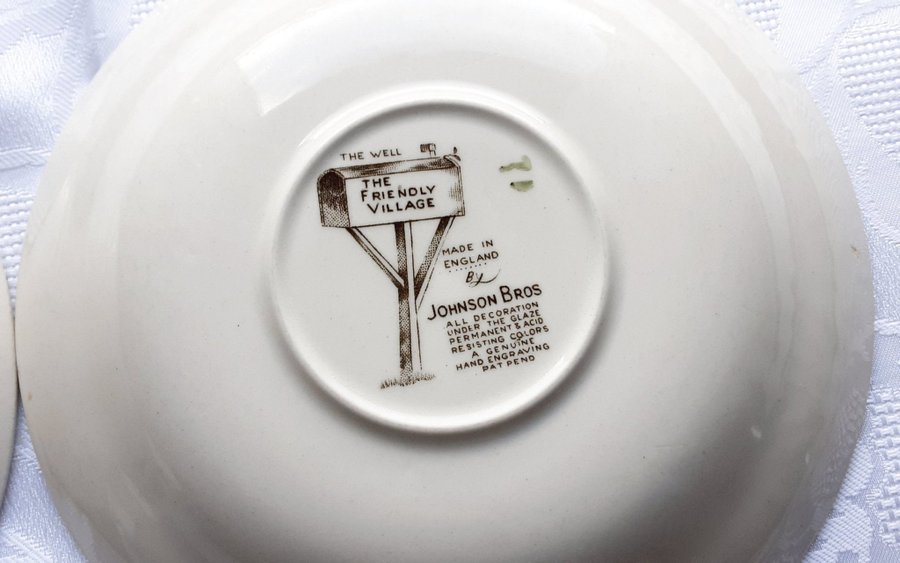 THE WELL
THE
FRIENDLY
VILLAGE
MADE IN
ENGLAND
By
JOHNSON BROS
ALL DECORATION
UNDER THE GLAZE
PERMANENT & ACID
RESISTING COLORS
A GENUINE
HAND ENGRAVING
PAT PEND